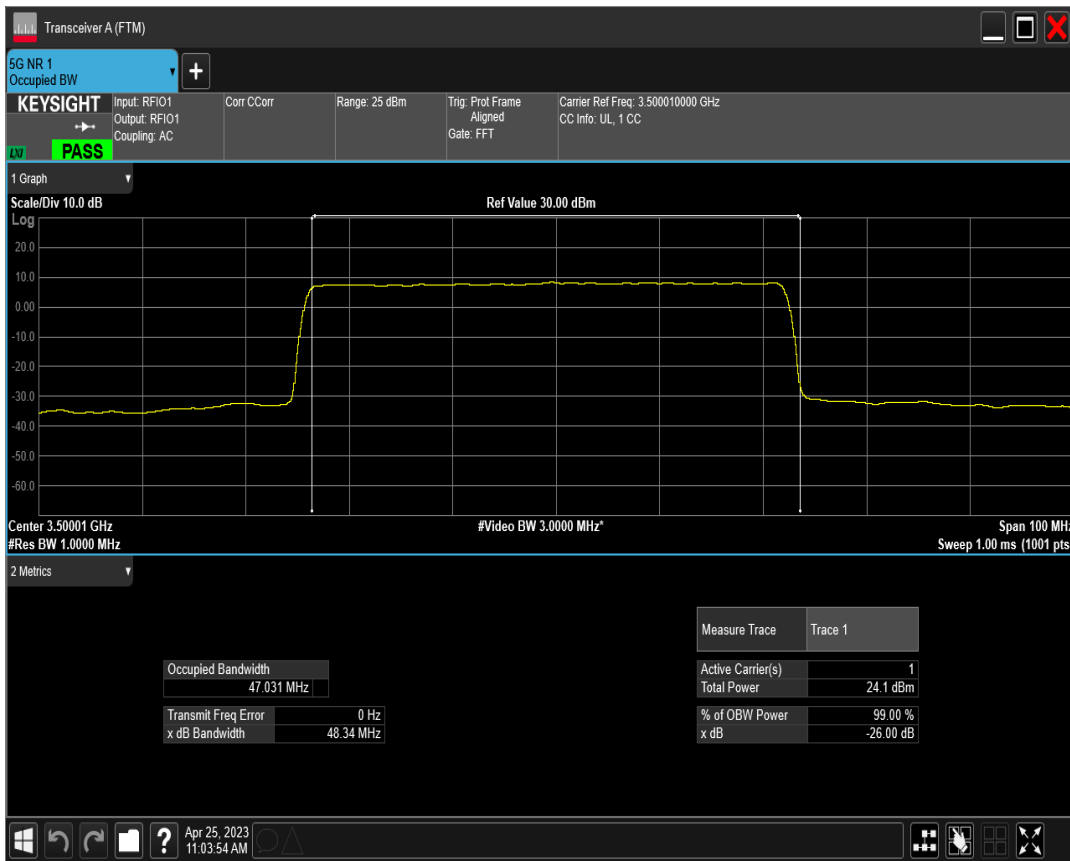 Transceiver A (FTM)
5G NR 1
Occupied BW
+
KEYSIGHT
LXI
PASS
Input: RFIO1
Output: RFIO1
Coupling: AC
Corr CCorr
Range: 25 dBm
Trig: Prot Frame
Aligned
Gate: FFT
Carrier Ref Freq: 3.500010000 GHz
CC Info: UL, 1 CC
1 Graph
Scale/Div 10.0 dB
Ref Value 30.00 dBm
Log
20.0
10.0
0.00
-10.0
-20.0
-30.0
-40.0
-50.0
-60.0
Center 3.50001 GHz
#Video BW 3.0000 MHz*
Span 100 MHz
#Res BW 1.0000 MHz
Sweep 1.00 ms (1001 pts
2 Metrics
Measure Trace Trace 1
Occupied Bandwidth
47.031 MHz
Active Carrier(s) 1
Total Power 24.1 dBm
Transmit Freq Error 0 Hz
x dB Bandwidth 48.34 MHz
% of OBW Power 99.00 %
x dB -26.00 dB
?
Apr 25, 2023
11:03:54 AM